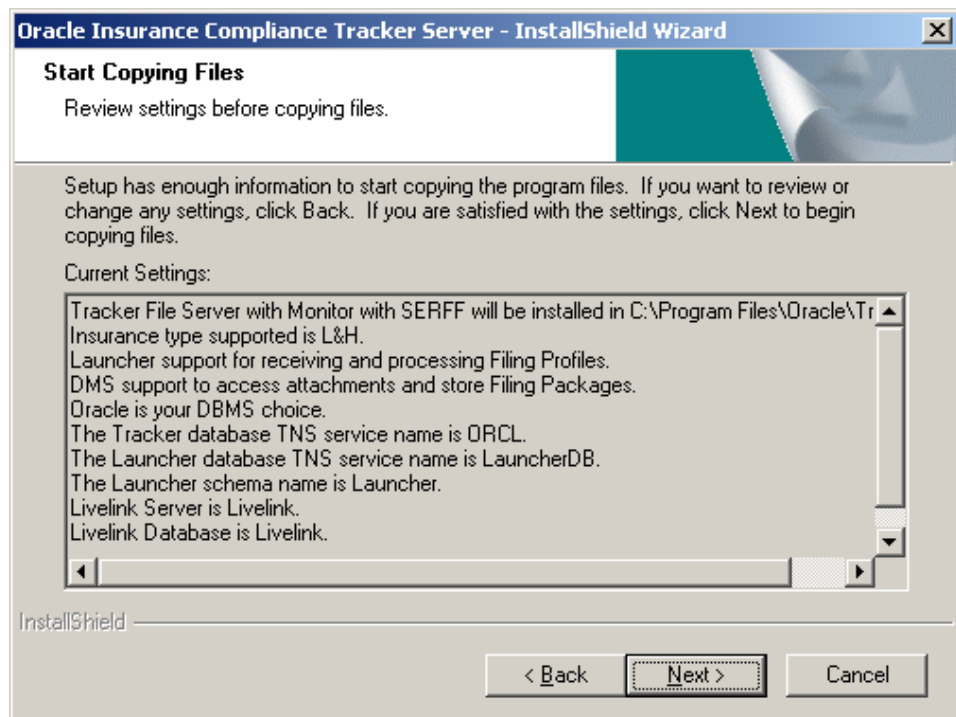 Oracle Insurance Compliance Tracker Server - InstallShield Wizard
Start Copying Files
Review settings before copying files.
Setup has enough information to start copying the program files. If you want to review or
change any settings, click Back. If you are satisfied with the settings, click Next to begin
copying files.
Current Settings:
Tracker File Server with Monitor with SERFF will be installed in C:\Program Files\Oracle\Tr
Insurance type supported is L&H.
Launcher support for receiving and processing Filing Profiles.
DMS support to access attachments and store Filing Packages.
Oracle is your DBMS choice.
The Tracker database TNS service name is ORCL.
The Launcher database TNS service name is LauncherDB.
The Launcher schema name is Launcher.
Livelink Server is Livelink.
Livelink Database is Livelink.
InstallShield
< Back Next > Cancel